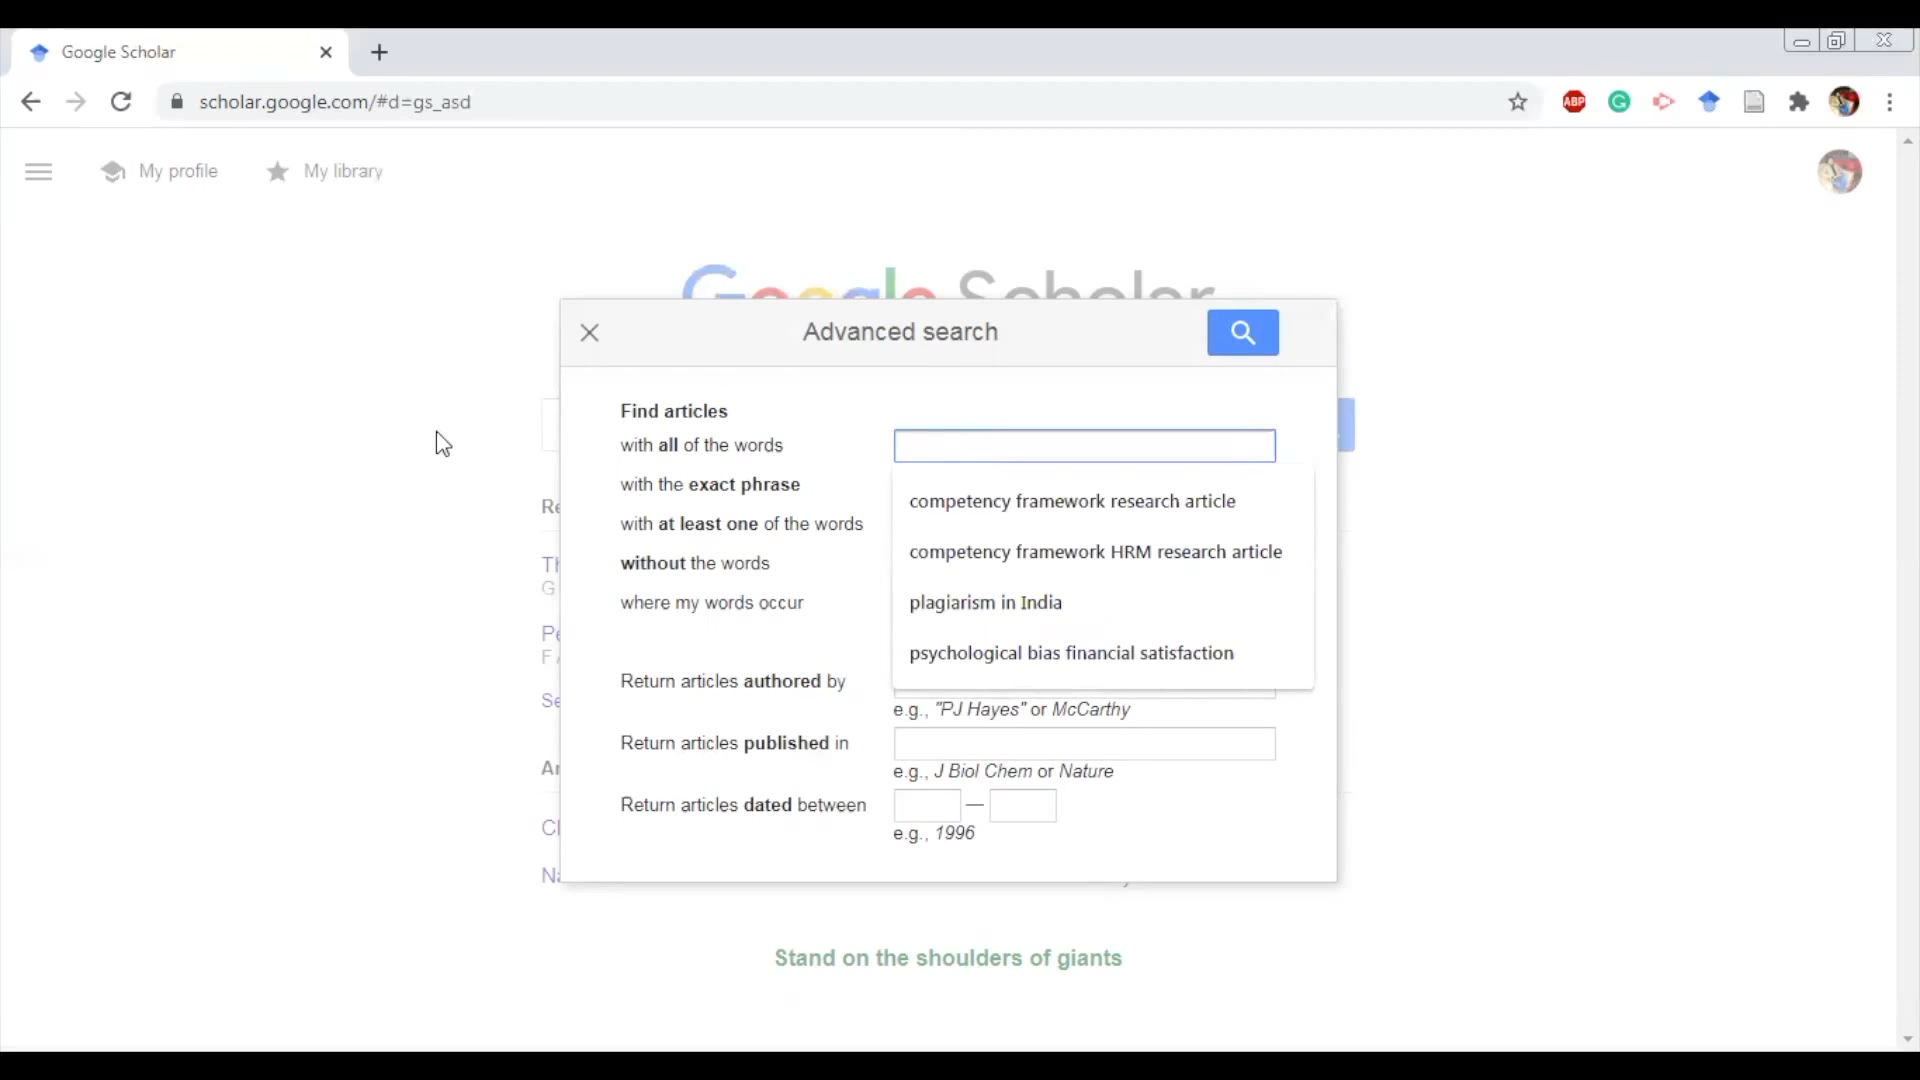 Google Scholar
scholar.google.com/#d=gs_asd
ABP
My profile
My library
Google Scholar
Advanced search
Find articles
with all of the words
with the exact phrase
with at least one of the words
without the words
where my words occur
competency framework research article
competency framework HRM research article
plagiarism in India
psychological bias financial satisfaction
Return articles authored by
e.g., "PJ Hayes" or McCarthy
Return articles published in
e.g., J Biol Chem or Nature
Return articles dated between
—
e.g., 1996
Stand on the shoulders of giants